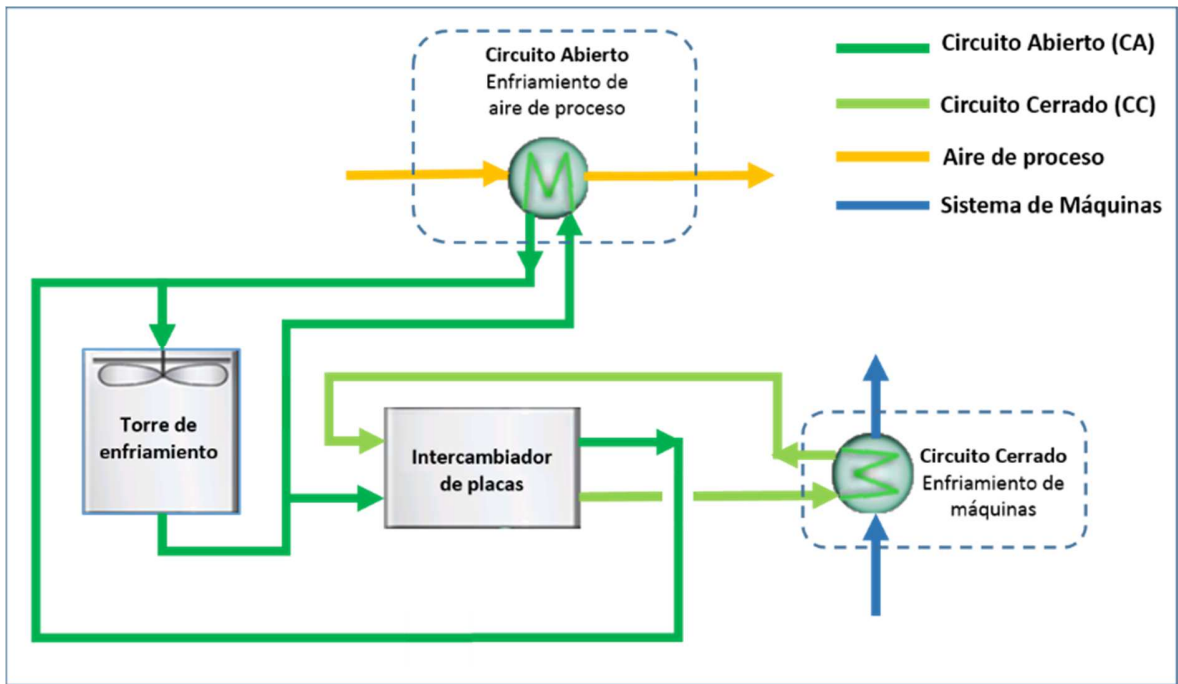 Circuito Abierto
Enfriamiento de
aire de proceso
Circuito Abierto (CA)
Circuito Cerrado (CC)
Aire de proceso
Sistema de Máquinas
Torre de
enfriamiento
Intercambiador
de placas
Circuito Cerrado
Enfriamiento de
máquinas